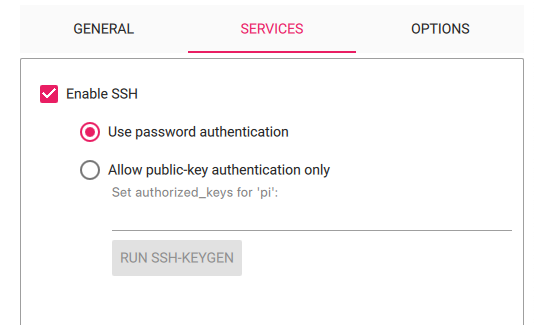 GENERAL SERVICES OPTIONS
Enable SSH
Use password authentication
Allow public-key authentication only
Set authorized_keys for 'pi':
RUN SSH-KEYGEN